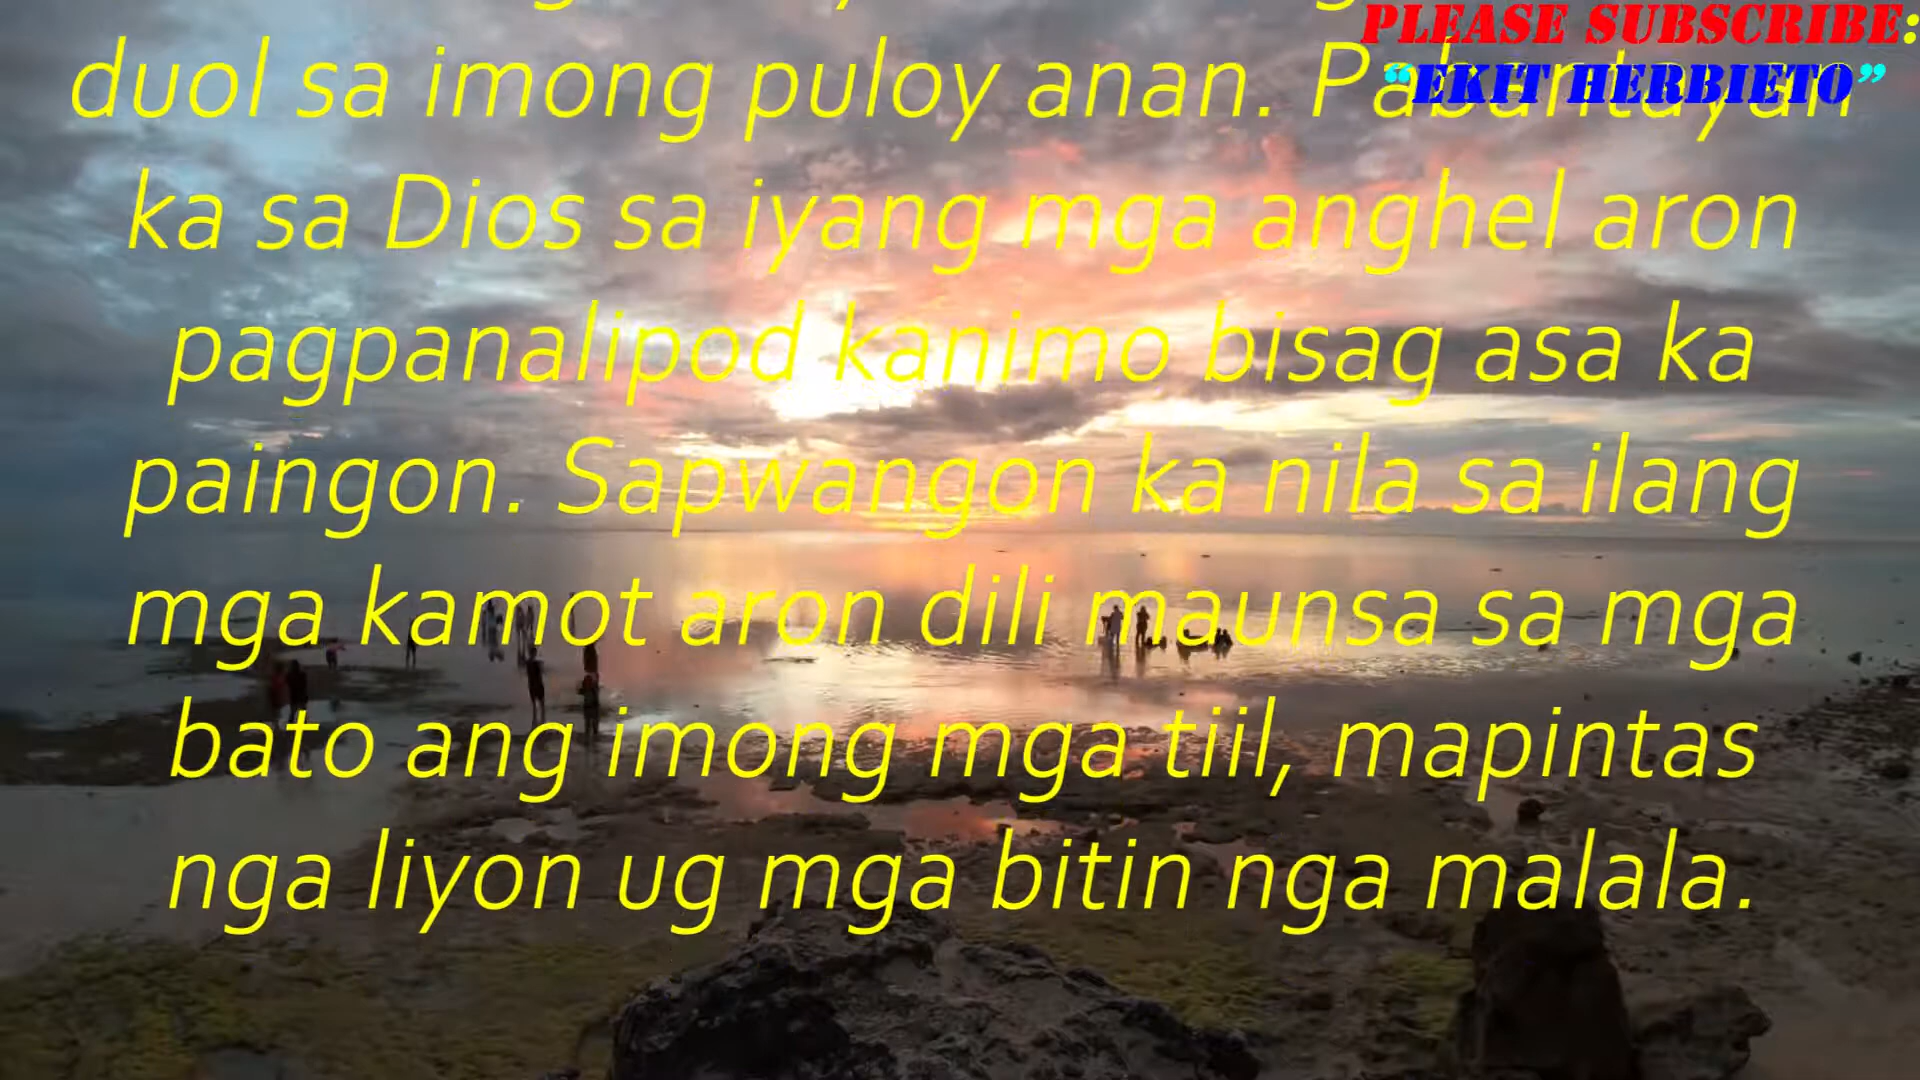 PLEASE SUBSCRIBE:
"EKIT HERBIETO"
duol sa imong puloy anan. Pabantayan
ka sa Dios sa iyang mga anghel aron
pagpanalipod kanimo bisag asa ka
paingon. Sapwangon ka nila sa ilang
mga kamot aron dili maunsa sa mga
bato ang imong mga tiil, mapintas
nga liyon ug mga bitin nga malala.